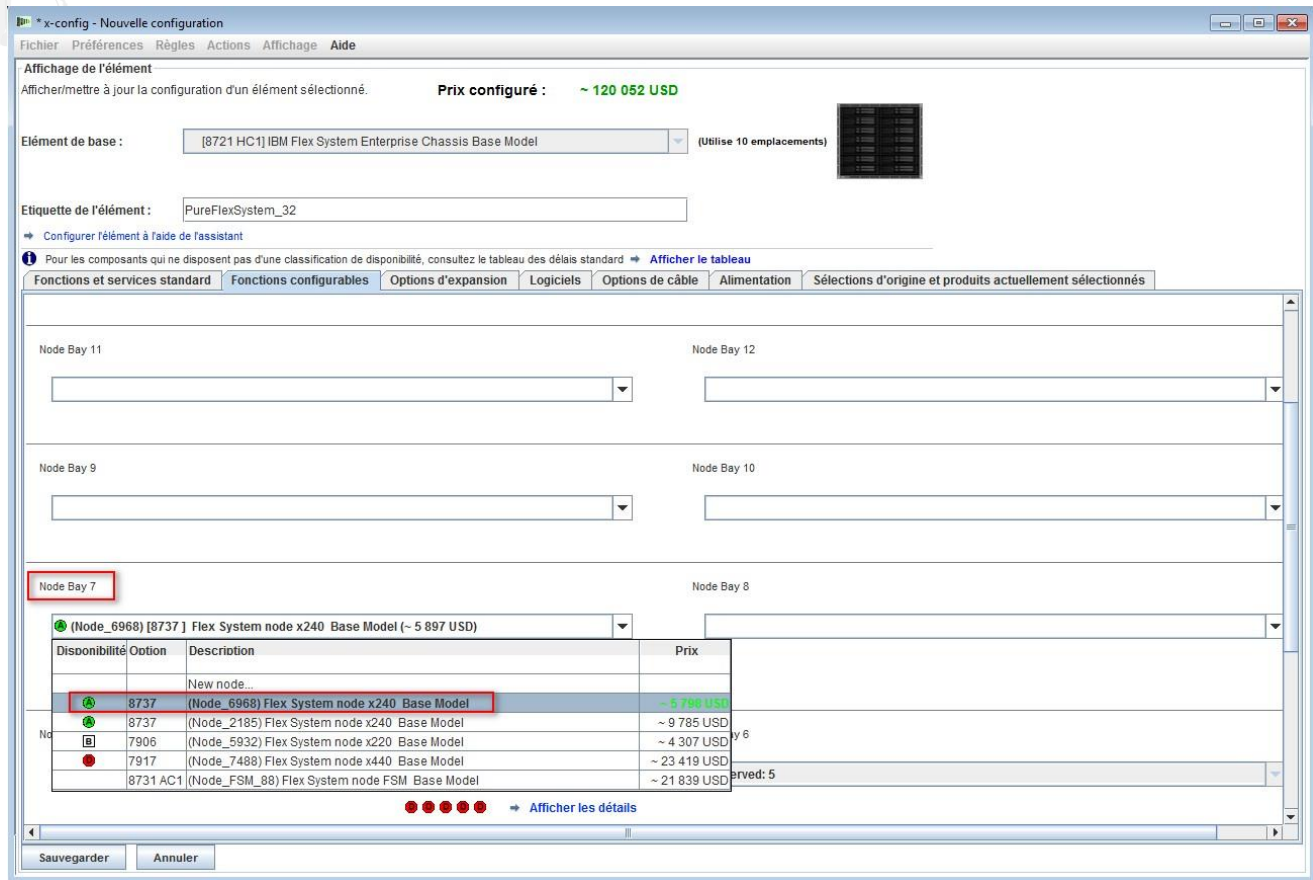 * x-config - Nouvelle configuration
Fichier Préférences Règles Actions Affichage Aide
Affichage de l'élément
Afficher/mettre à jour la configuration d'un élément sélectionné. Prix configuré : ~ 120 052 USD
Elément de base : [8721 HC1] IBM Flex System Enterprise Chassis Base Model (Utilise 10 emplacements)
Etiquette de l'élément : PureFlexSystem_32
Configurer l'élément à l'aide de l'assistant
Pour les composants qui ne disposent pas d'une classification de disponibilité, consultez le tableau des délais standard Afficher le tableau
Fonctions et services standard Fonctions configurables Options d'expansion Logiciels Options de câble Alimentation Sélections d'origine et produits actuellement sélectionnés
Node Bay 11 Node Bay 12
Node Bay 9 Node Bay 10
Node Bay 7 Node Bay 8
A (Node_6968) [8737 ] Flex System node x240 Base Model (~ 5 897 USD)
Disponibilité Option Description Prix
New node...
A 8737 (Node_6968) Flex System node x240 Base Model ~ 5 798 USD
A 8737 (Node_2185) Flex System node x240 Base Model ~ 9 785 USD
B 7906 (Node_5932) Flex System node x220 Base Model ~ 4 307 USD
D 7917 (Node_7488) Flex System node x440 Base Model ~ 23 419 USD
8731 AC1 (Node_FSM_88) Flex System node FSM Base Model ~ 21 839 USD
No ay 6
erved: 5
D D D D D Afficher les détails
Sauvegarder Annuler